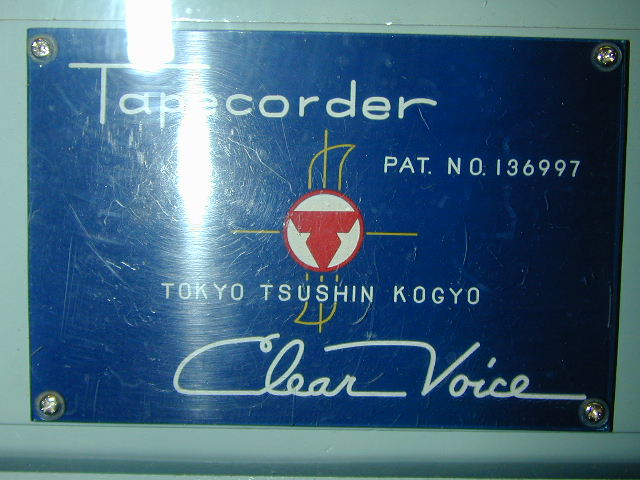 Tapecorder
PAT. NO. 136997
TOKYO TSUSHIN KOGYO
Clear Voice